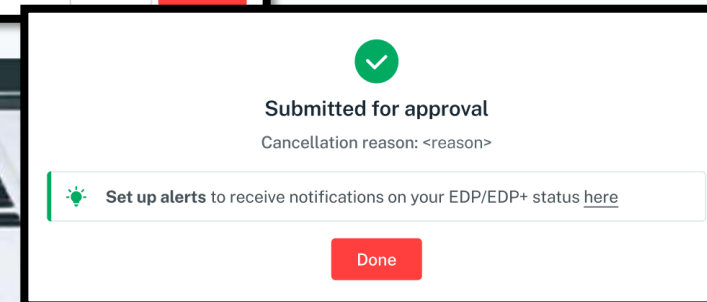 Submitted for approval
Cancellation reason: <reason>
Set up alerts to receive notifications on your EDP/EDP+ status here
Done